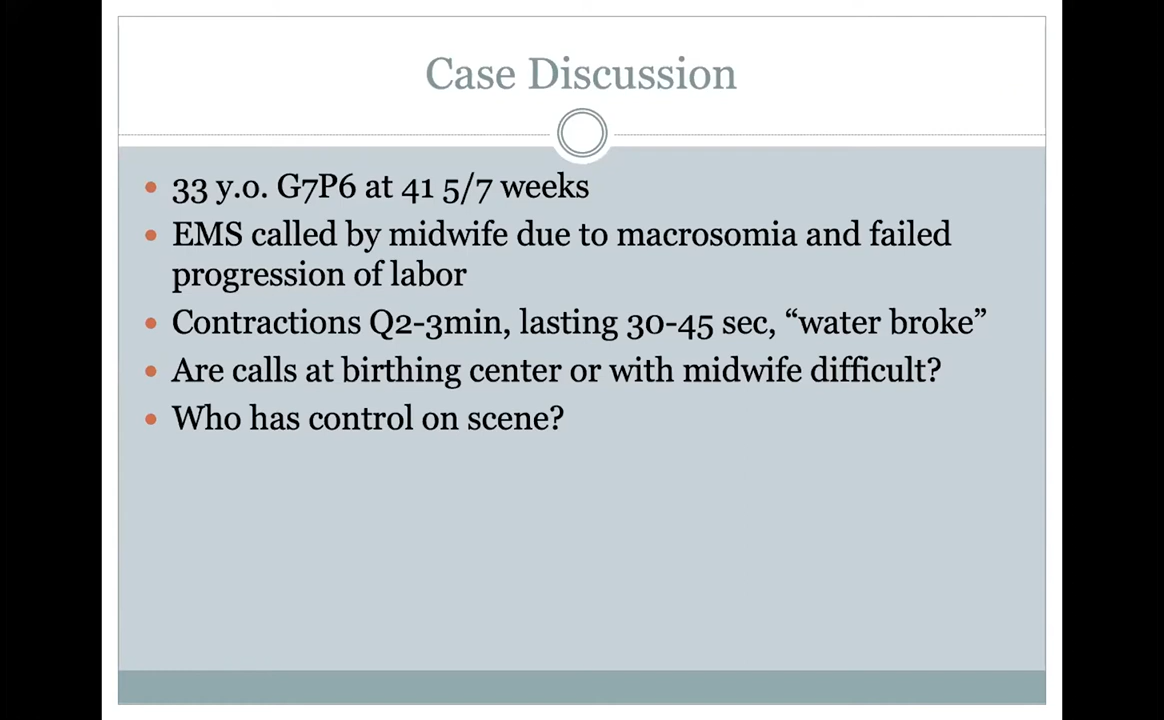 Case Discussion
• 33 y.o. G7P6 at 41 5/7 weeks
• EMS called by midwife due to macrosomia and failed
progression of labor
• Contractions Q2-3min, lasting 30-45 sec, “water broke”
• Are calls at birthing center or with midwife difficult?
• Who has control on scene?